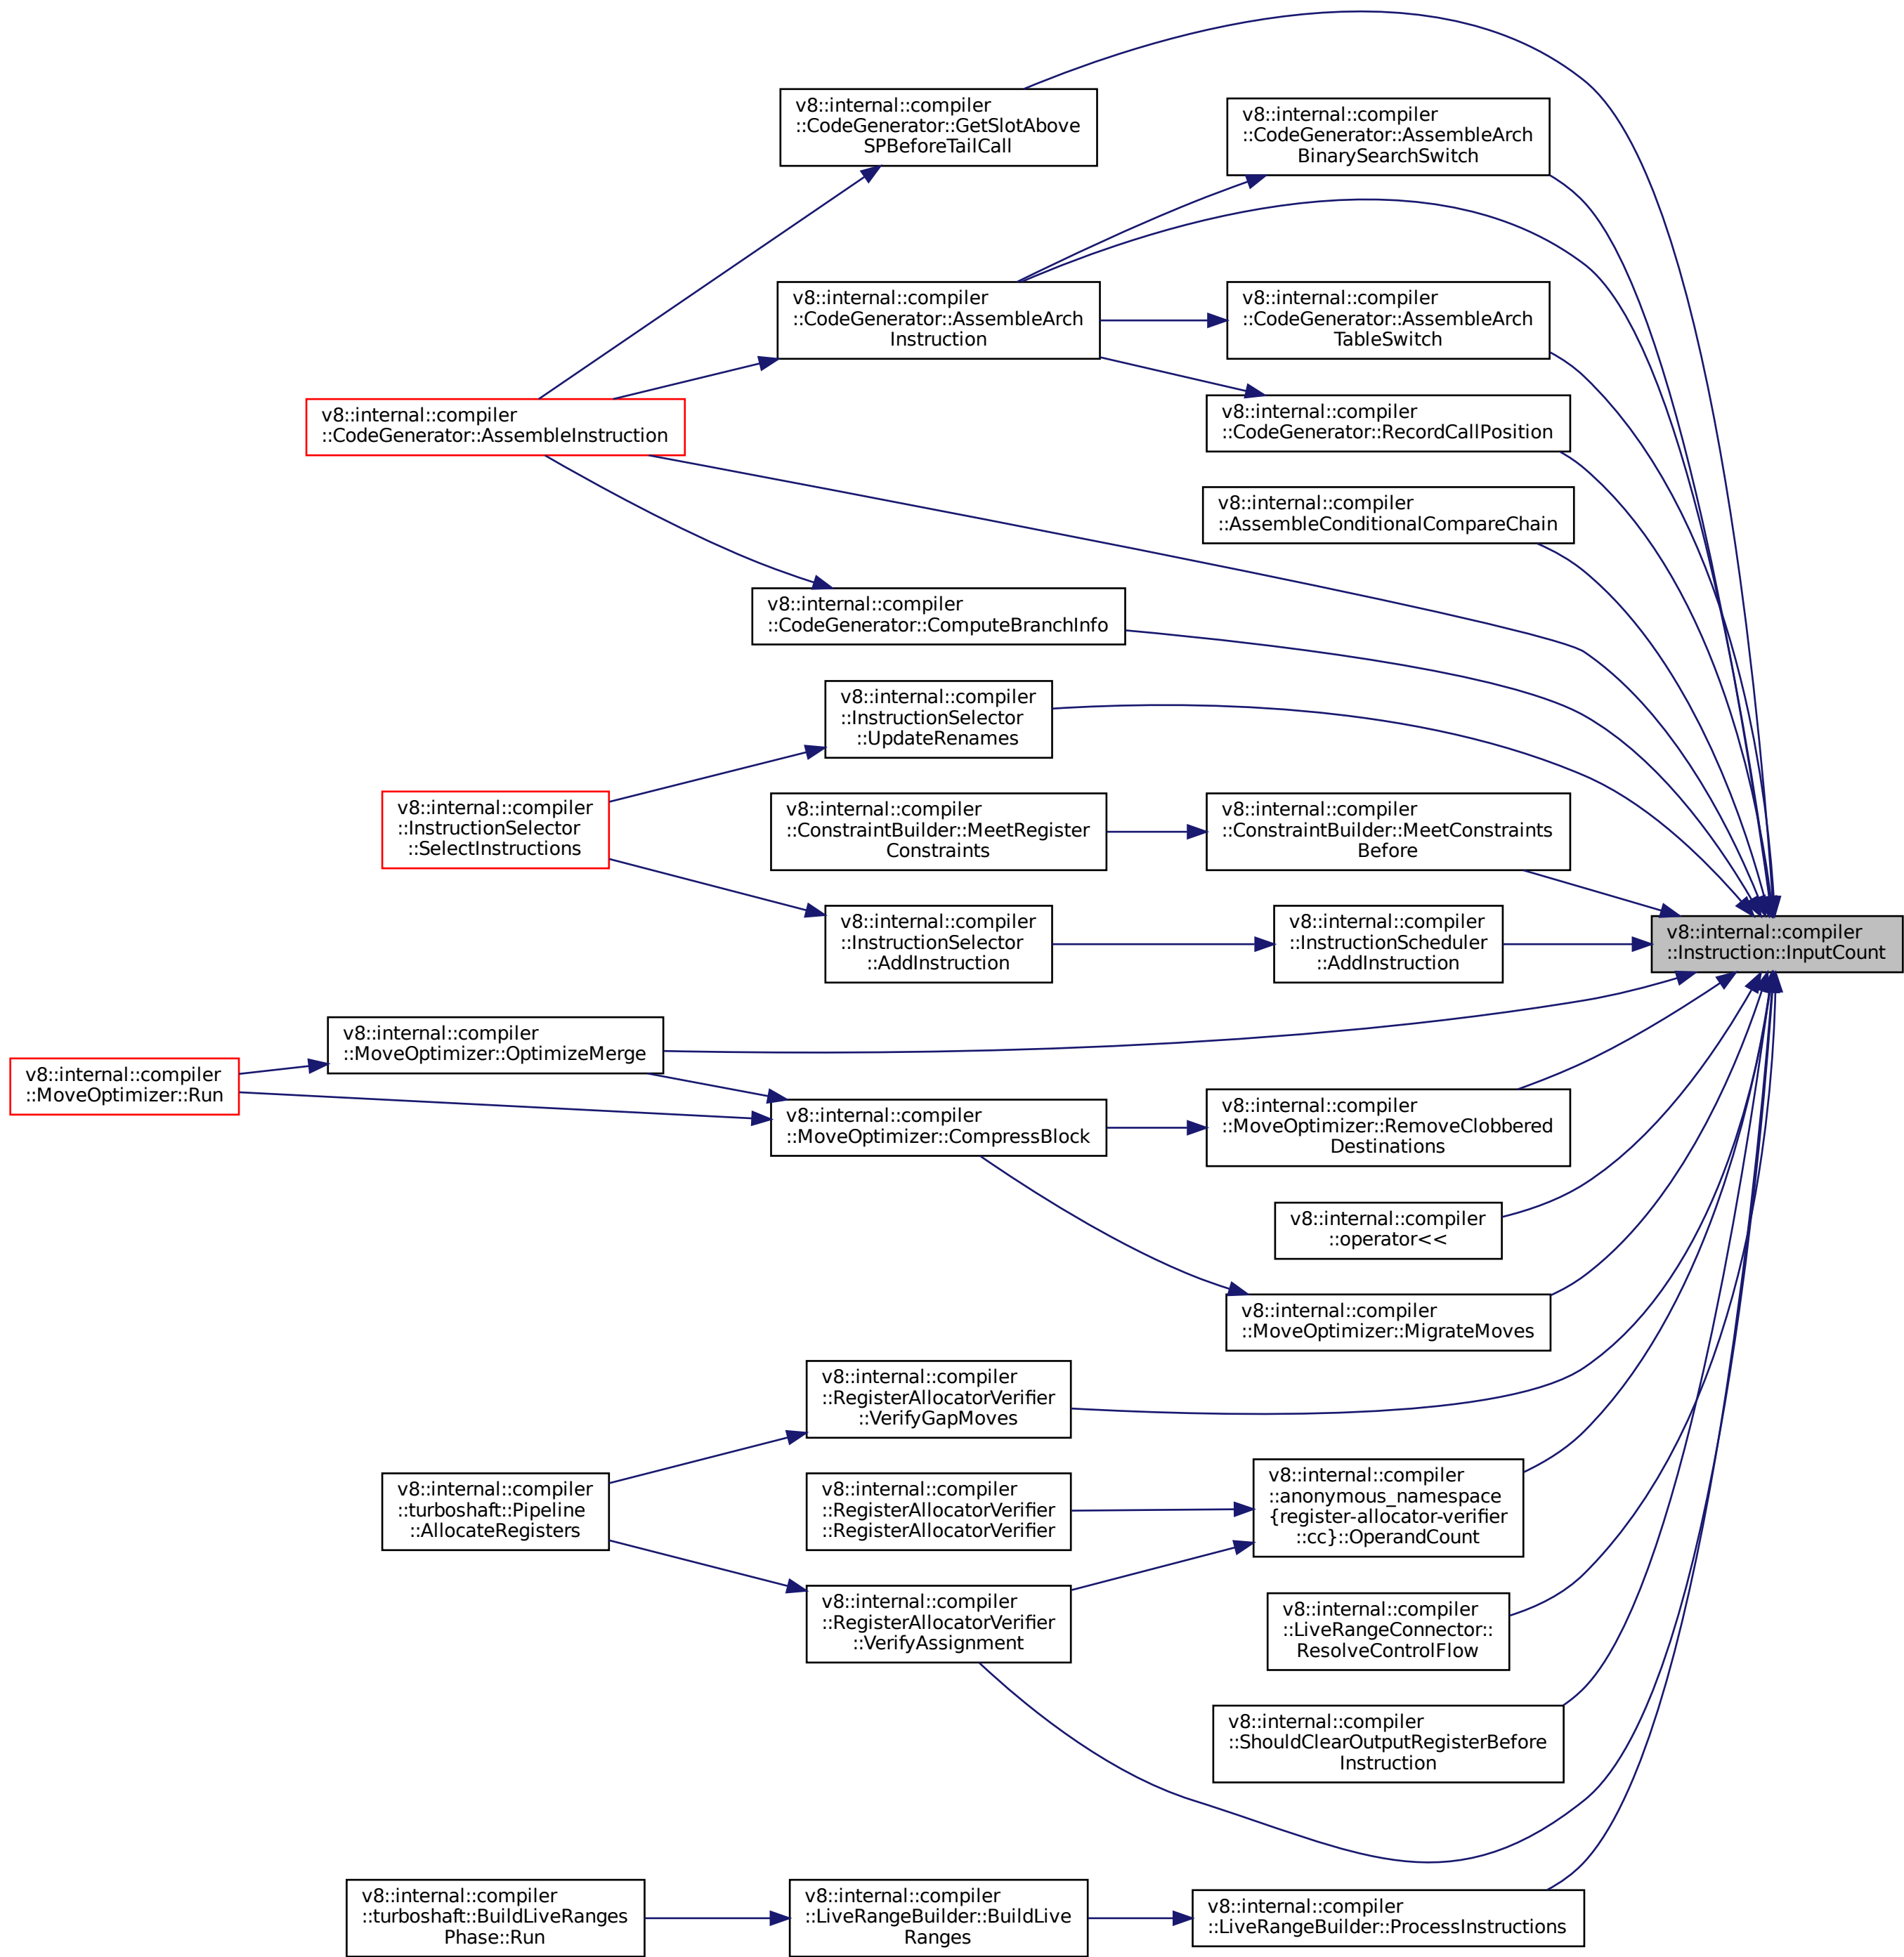 v8::internal::compiler
::CodeGenerator::GetSlotAbove
SPBeforeTailCall
v8::internal::compiler
::CodeGenerator::AssembleArch
BinarySearchSwitch
v8::internal::compiler
::CodeGenerator::AssembleArch
Instruction
v8::internal::compiler
::CodeGenerator::AssembleArch
TableSwitch
v8::internal::compiler
::CodeGenerator::AssembleInstruction
v8::internal::compiler
::CodeGenerator::RecordCallPosition
v8::internal::compiler
::AssembleConditionalCompareChain
v8::internal::compiler
::CodeGenerator::ComputeBranchInfo
v8::internal::compiler
::InstructionSelector
::UpdateRenames
v8::internal::compiler
::InstructionSelector
::SelectInstructions
v8::internal::compiler
::ConstraintBuilder::MeetRegister
Constraints
v8::internal::compiler
::ConstraintBuilder::MeetConstraints
Before
v8::internal::compiler
::InstructionSelector
::AddInstruction
v8::internal::compiler
::InstructionScheduler
::AddInstruction
v8::internal::compiler
::Instruction::InputCount
v8::internal::compiler
::MoveOptimizer::OptimizeMerge
v8::internal::compiler
::MoveOptimizer::Run
v8::internal::compiler
::MoveOptimizer::CompressBlock
v8::internal::compiler
::MoveOptimizer::RemoveClobbered
Destinations
v8::internal::compiler
::operator<<
v8::internal::compiler
::MoveOptimizer::MigrateMoves
v8::internal::compiler
::RegisterAllocatorVerifier
::VerifyGapMoves
v8::internal::compiler
::turboshaft::Pipeline
::AllocateRegisters
v8::internal::compiler
::RegisterAllocatorVerifier
::RegisterAllocatorVerifier
v8::internal::compiler
::anonymous_namespace
{register-allocator-verifier
::cc}::OperandCount
v8::internal::compiler
::RegisterAllocatorVerifier
::VerifyAssignment
v8::internal::compiler
::LiveRangeConnector::
ResolveControlFlow
v8::internal::compiler
::ShouldClearOutputRegisterBefore
Instruction
v8::internal::compiler
::turboshaft::BuildLiveRanges
Phase::Run
v8::internal::compiler
::LiveRangeBuilder::BuildLive
Ranges
v8::internal::compiler
::LiveRangeBuilder::ProcessInstructions